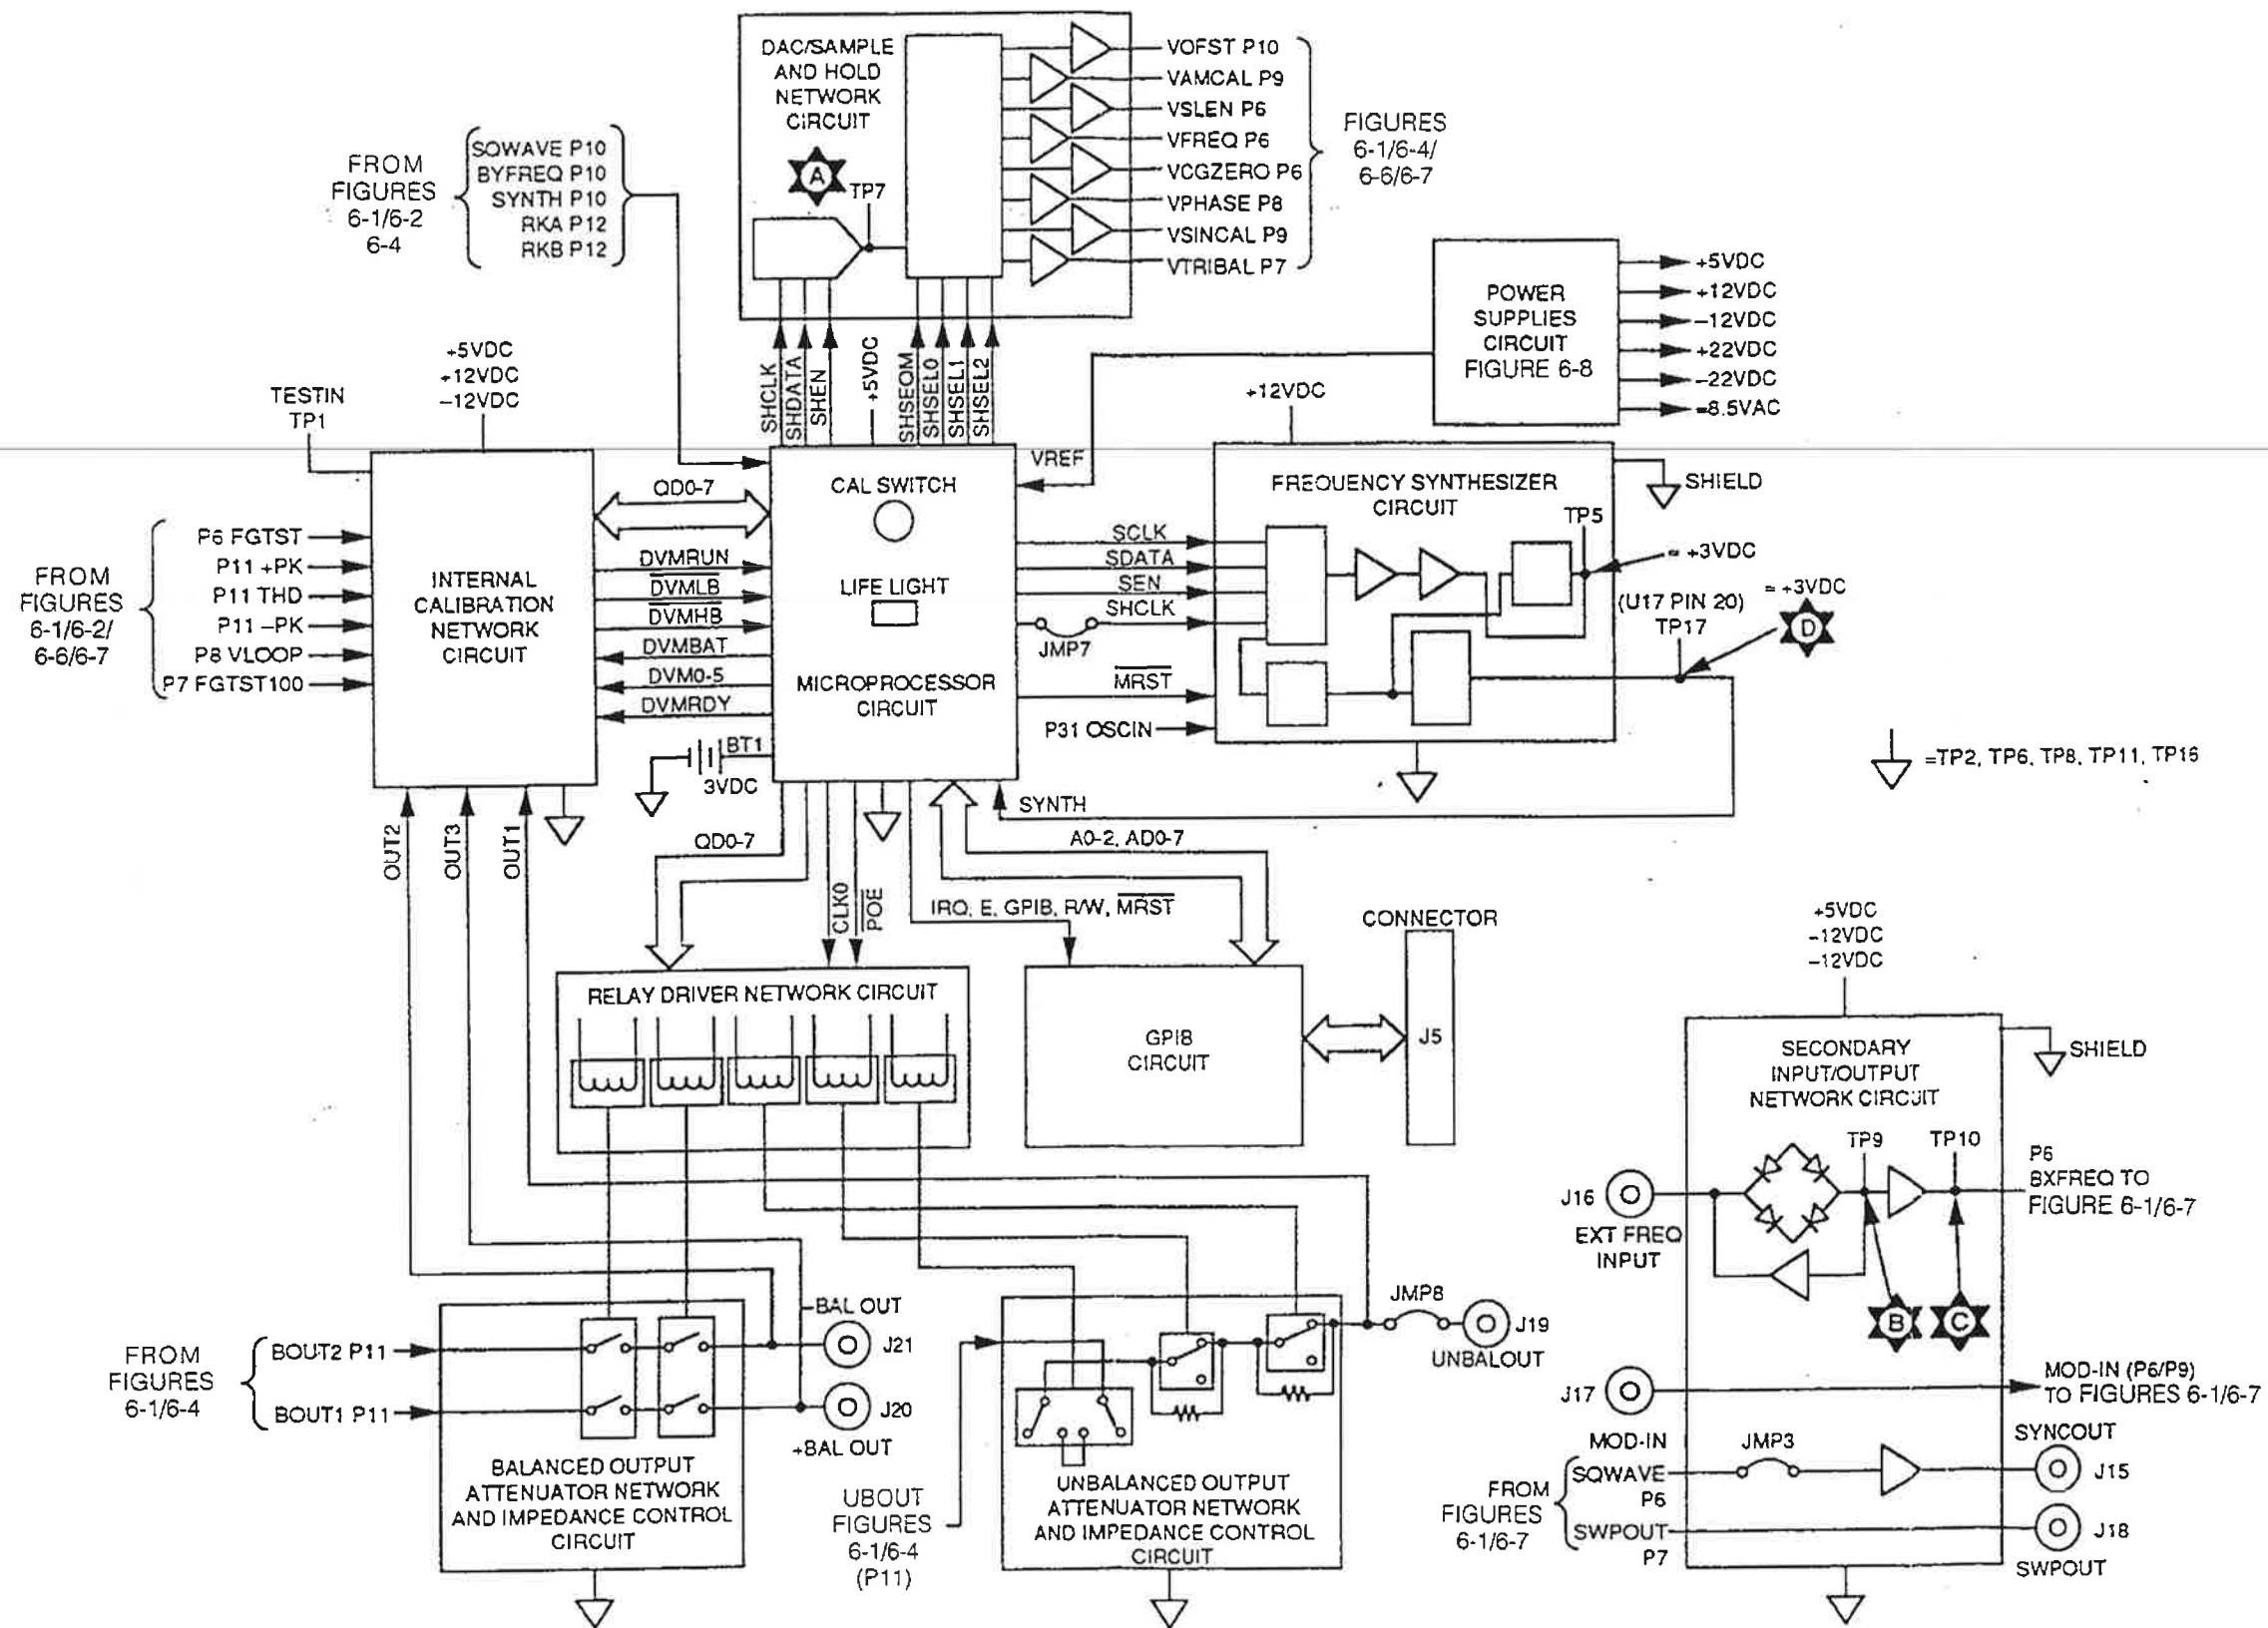 DAC/SAMPLE
AND HOLD
NETWORK
CIRCUIT
A
TP7
VOFST P10
VAMCAL P9
VSLEN P6
VFREQ P6
VCGZERO P6
VPHASE P8
VSINCAL P9
VTRIBAL P7
FIGURES
6-1/6-4/
6-6/6-7
FROM
FIGURES
6-1/6-2
6-4
SQWAVE P10
BYFREQ P10
SYNTH P10
RKA P12
RKB P12
POWER
SUPPLIES
CIRCUIT
FIGURE 6-8
+5VDC
+12VDC
-12VDC
+22VDC
-22VDC
=8.5VAC
TESTIN
TP1
+5VDC
+12VDC
-12VDC
SHCLK
SHDATA
SHEN
+5VDC
SHSEOM
SHSEL0
SHSEL1
SHSEL2
+12VDC
FROM
FIGURES
6-1/6-2/
6-6/6-7
P6 FGTST
P11 +PK
P11 THD
P11 -PK
P8 VLOOP
P7 FGTST100
INTERNAL
CALIBRATION
NETWORK
CIRCUIT
QD0-7
DVMRUN
DVMLB
DVMHB
DVMBAT
DVM0-5
DVMRDY
BT1
3VDC
CAL SWITCH
LIFE LIGHT
MICROPROCESSOR
CIRCUIT
VREF
SCLK
SDATA
SEN
SHCLK
JMP7
MRST
P31 OSCIN
FREQUENCY SYNTHESIZER
CIRCUIT
TP5
SHIELD
= +3VDC
(U17 PIN 20)
TP17
= +3VDC
D
=TP2, TP6, TP8, TP11, TP16
SYNTH
OUT2
OUT3
OUT1
QD0-7
CLK0
POE
A0-2, AD0-7
IRQ, E, GPIB, R/W, MRST
CONNECTOR
J5
RELAY DRIVER NETWORK CIRCUIT
GPIB
CIRCUIT
+5VDC
-12VDC
-12VDC
SECONDARY
INPUT/OUTPUT
NETWORK CIRCUIT
SHIELD
TP9
TP10
J16
EXT FREQ
INPUT
P6
BXFREQ TO
FIGURE 6-1/6-7
B
C
J17
MOD-IN
MOD-IN (P6/P9)
TO FIGURES 6-1/6-7
FROM
FIGURES
6-1/6-7
SQWAVE
P6
SWPOUT
P7
JMP3
SYNCOUT
J15
J18
SWPOUT
FROM
FIGURES
6-1/6-4
BOUT2 P11
BOUT1 P11
-BAL OUT
J21
J20
+BAL OUT
BALANCED OUTPUT
ATTENUATOR NETWORK
AND IMPEDANCE CONTROL
CIRCUIT
UBOUT
FIGURES
6-1/6-4
(P11)
UNBALANCED OUTPUT
ATTENUATOR NETWORK
AND IMPEDANCE CONTROL
CIRCUIT
JMP8
J19
UNBALOUT